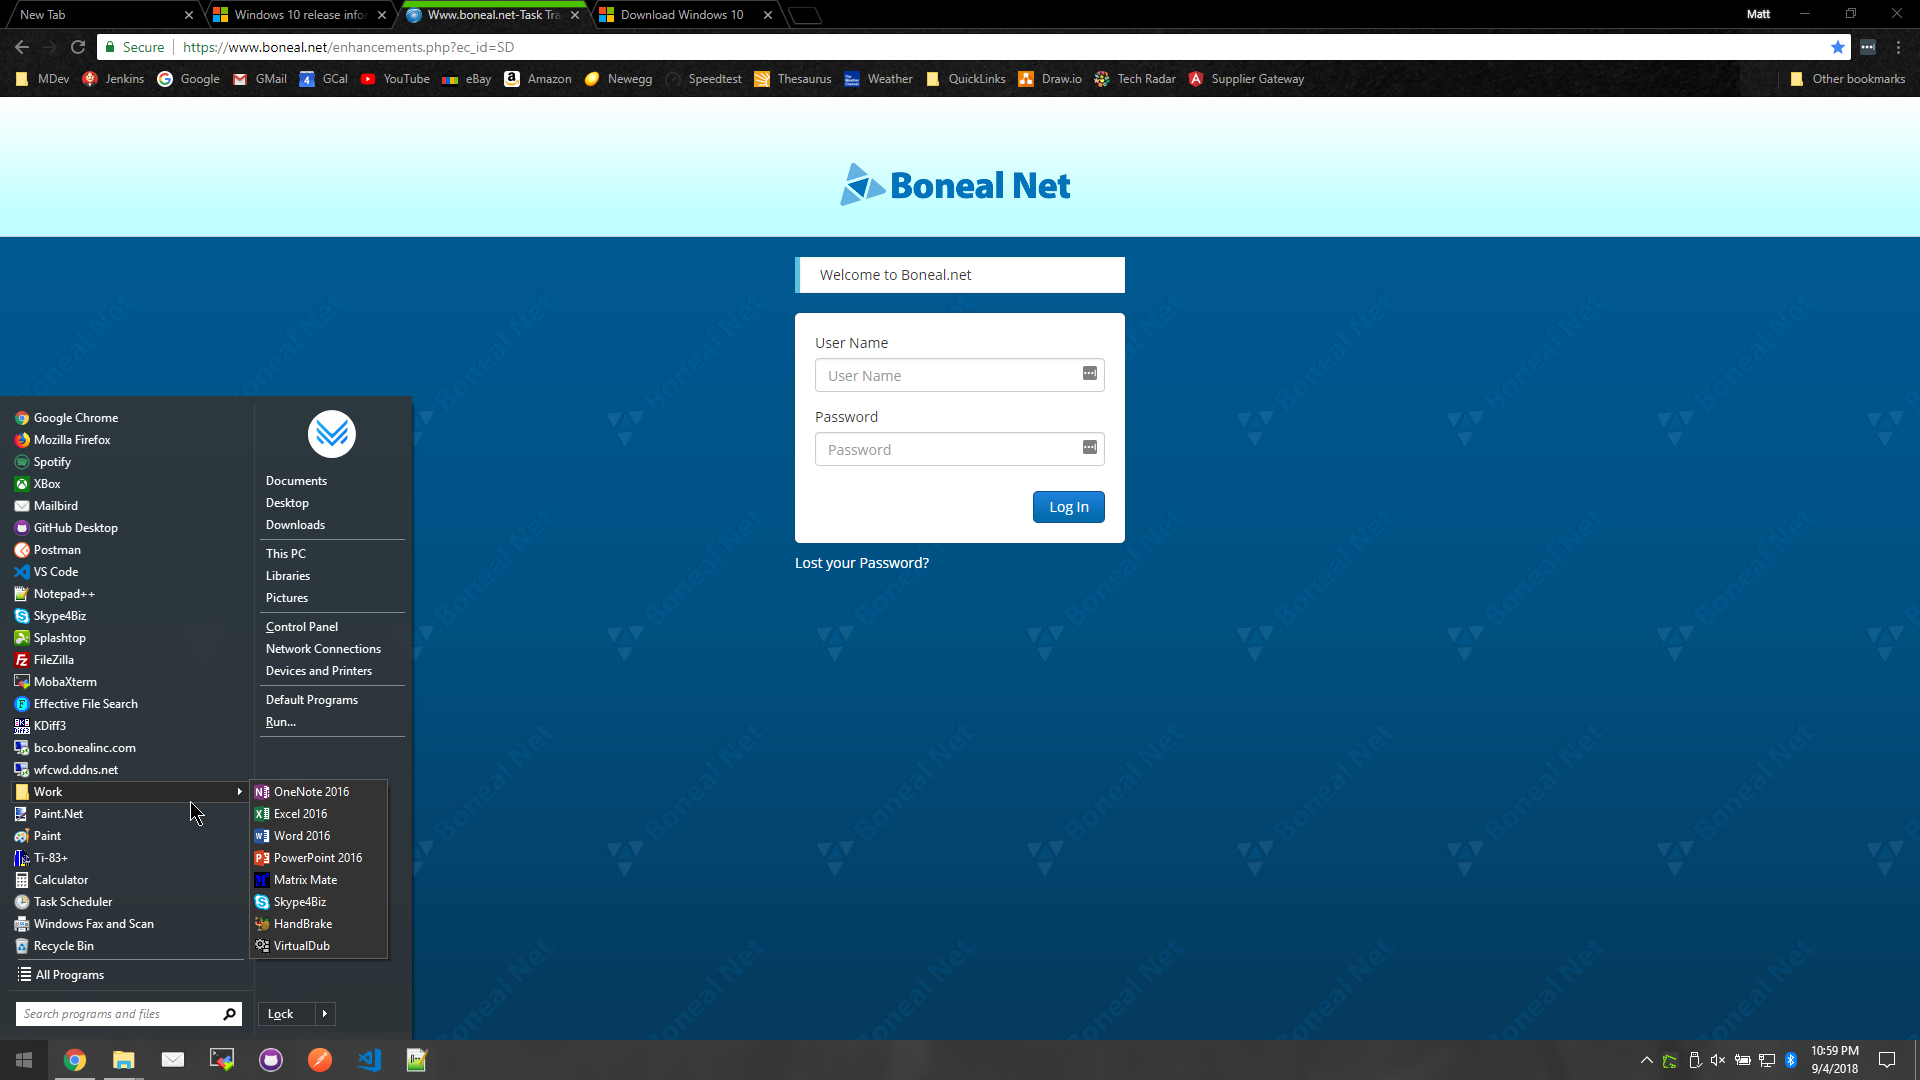 New Tab
Windows 10 release infor
Www.boneal.net-Task Tra
Download Windows 10
Matt
Secure
https://www.boneal.net/enhancements.php?ec_id=SD
MDev
Jenkins
Google
GMail
GCal
YouTube
eBay
Amazon
Newegg
Speedtest
Thesaurus
Weather
QuickLinks
Draw.io
Tech Radar
Supplier Gateway
Other bookmarks
Boneal Net
Welcome to Boneal.net
User Name
User Name
Password
Password
Log In
Lost your Password?
Google Chrome
Mozilla Firefox
Spotify
XBox
Mailbird
GitHub Desktop
Postman
VS Code
Notepad++
Skype4Biz
Splashtop
FileZilla
MobaXterm
Effective File Search
KDiff3
bco.bonealinc.com
wfcwd.ddns.net
Work
Paint.Net
Paint
Ti-83+
Calculator
Task Scheduler
Windows Fax and Scan
Recycle Bin
All Programs
Search programs and files
Documents
Desktop
Downloads
This PC
Libraries
Pictures
Control Panel
Network Connections
Devices and Printers
Default Programs
Run...
OneNote 2016
Excel 2016
Word 2016
PowerPoint 2016
Matrix Mate
Skype4Biz
HandBrake
VirtualDub
Lock
10:59 PM
9/4/2018